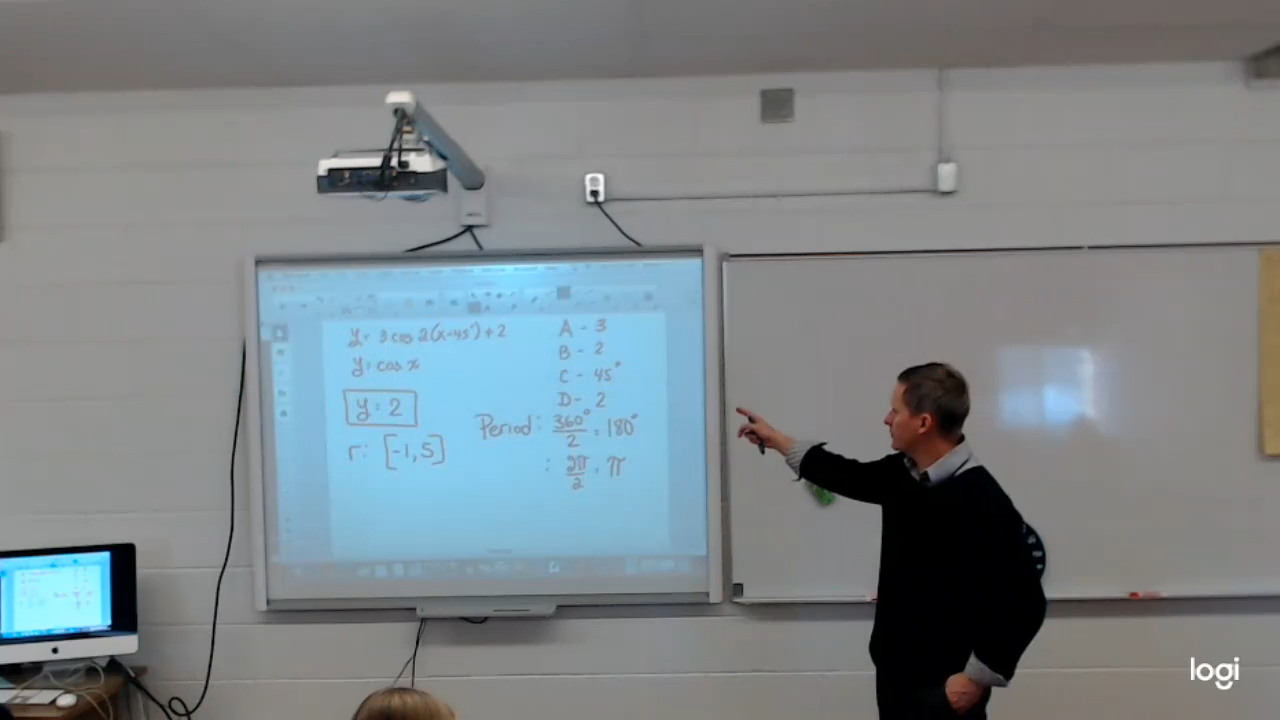 y = 3 cos 2(x-45°)+2
y = cos x
y = 2
r: [-1,5]
A - 3
B - 2
C - 45°
D - 2
Period: 360°/2 = 180°
: 2π/2 = π
logi